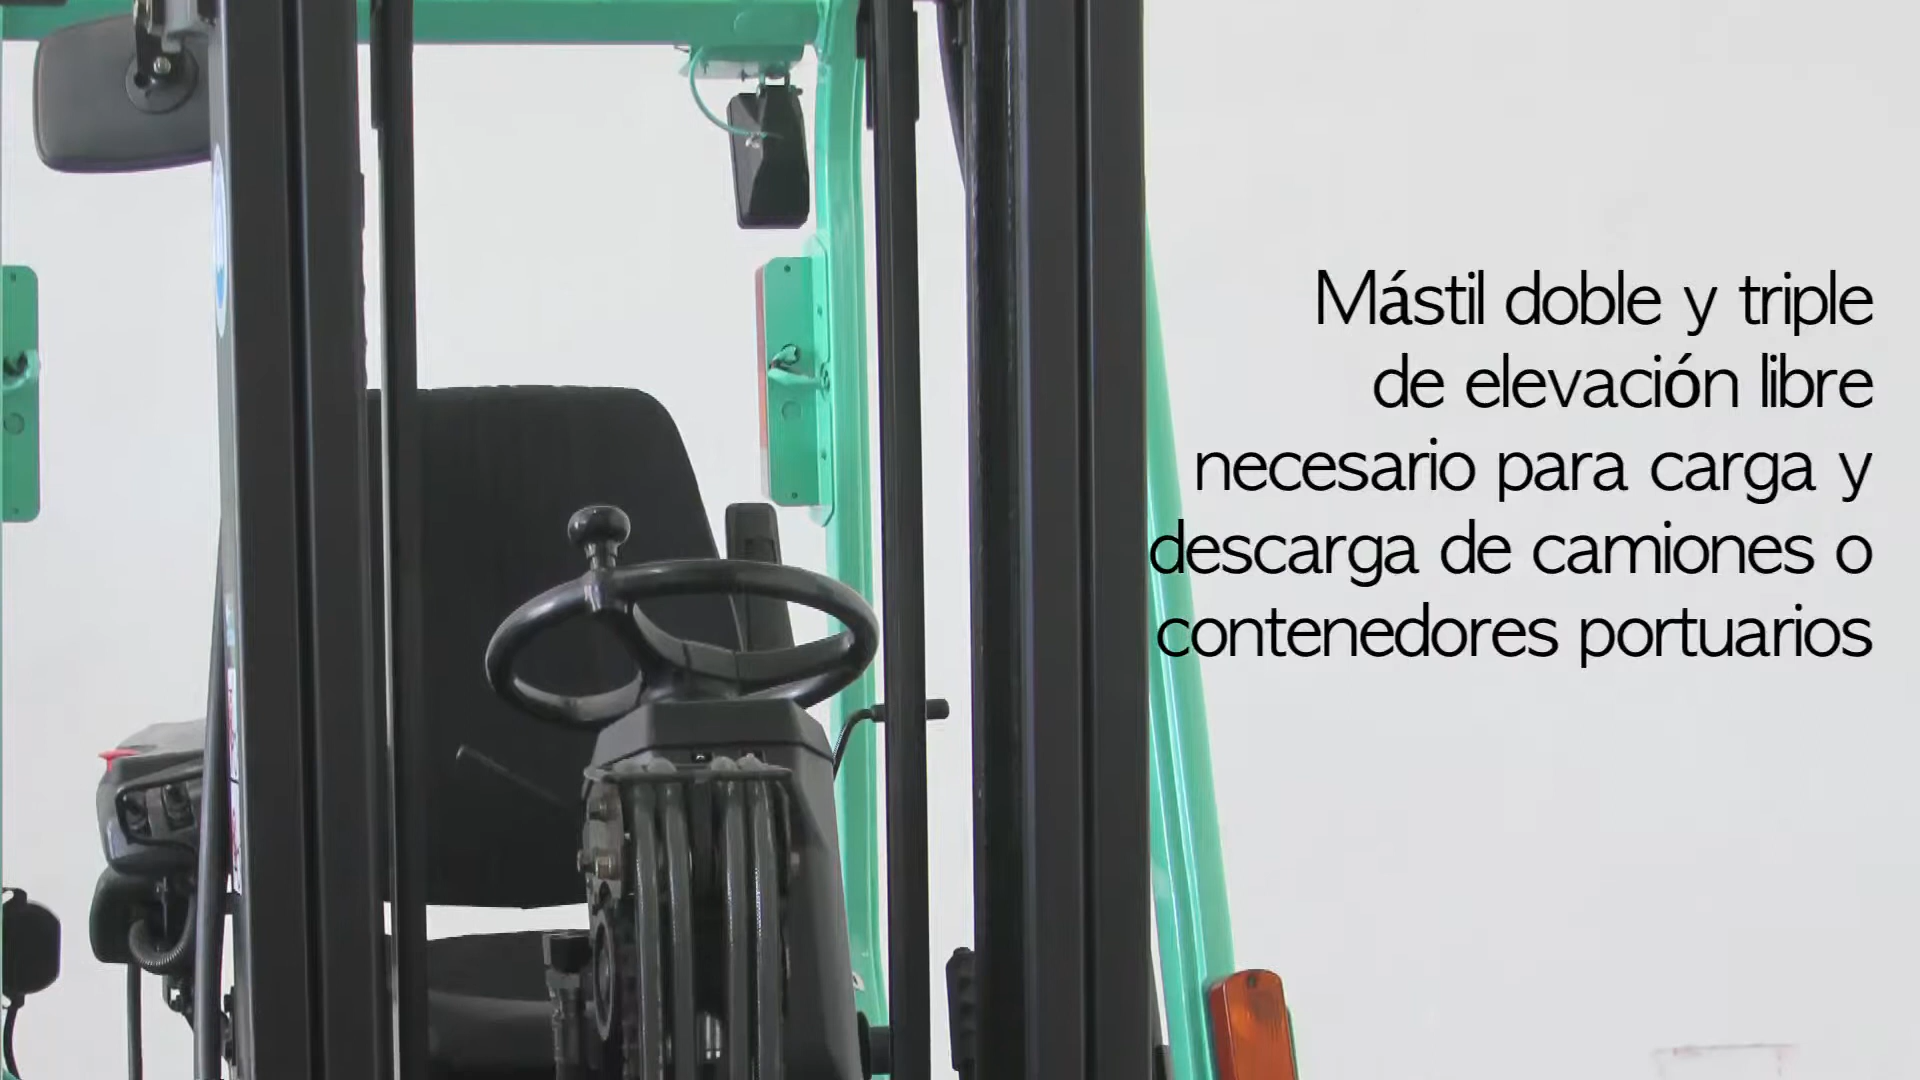 Mástil doble y triple
de elevación libre
necesario para carga y
descarga de camiones o
contenedores portuarios